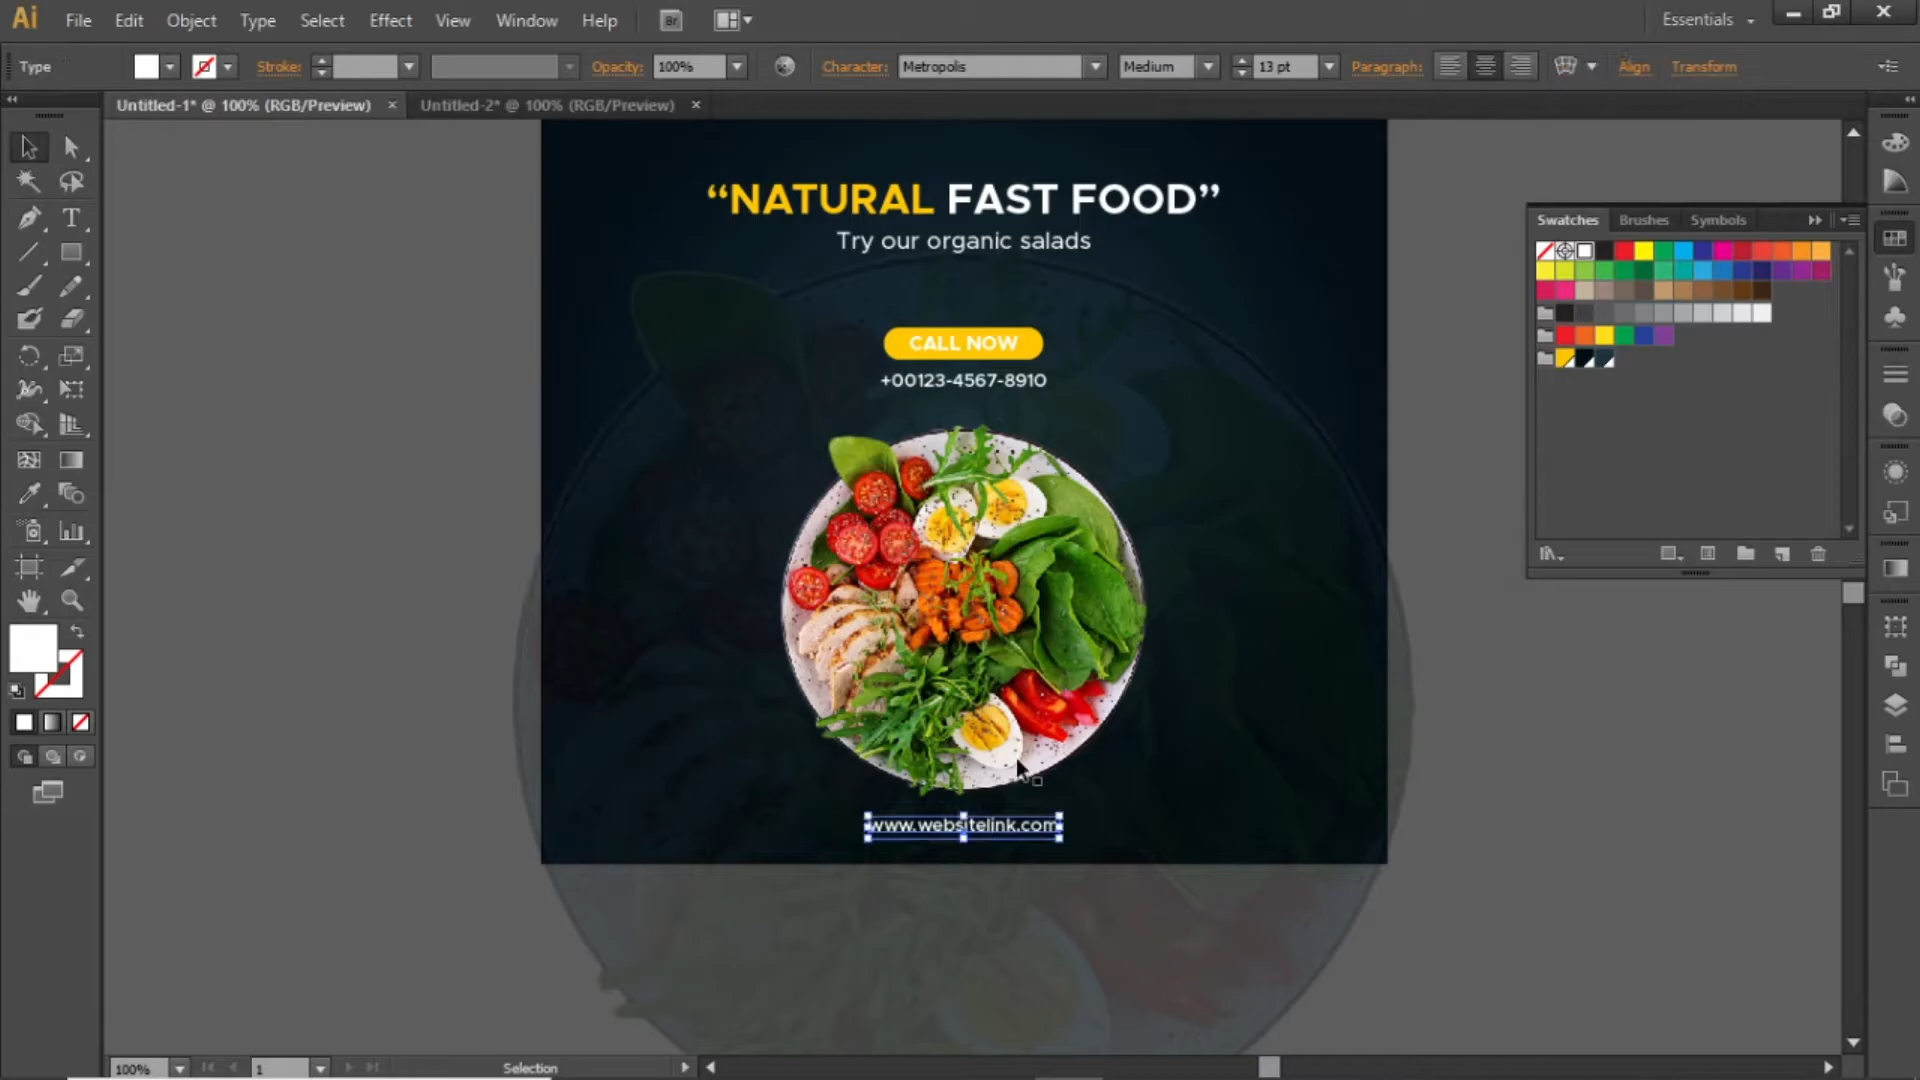 Ai File Edit Object Type Select Effect View Window Help Br Essentials
Type Stroke: Opacity: 100% Character: Metropolis Medium 13 pt Paragraph: Align Transform
Untitled-1* @ 100% (RGB/Preview) × Untitled-2* @ 100% (RGB/Preview) ×
“NATURAL FAST FOOD”
Try our organic salads
CALL NOW
+00123-4567-8910
www.websitelink.com
Swatches Brushes Symbols
T
100% 1 Selection